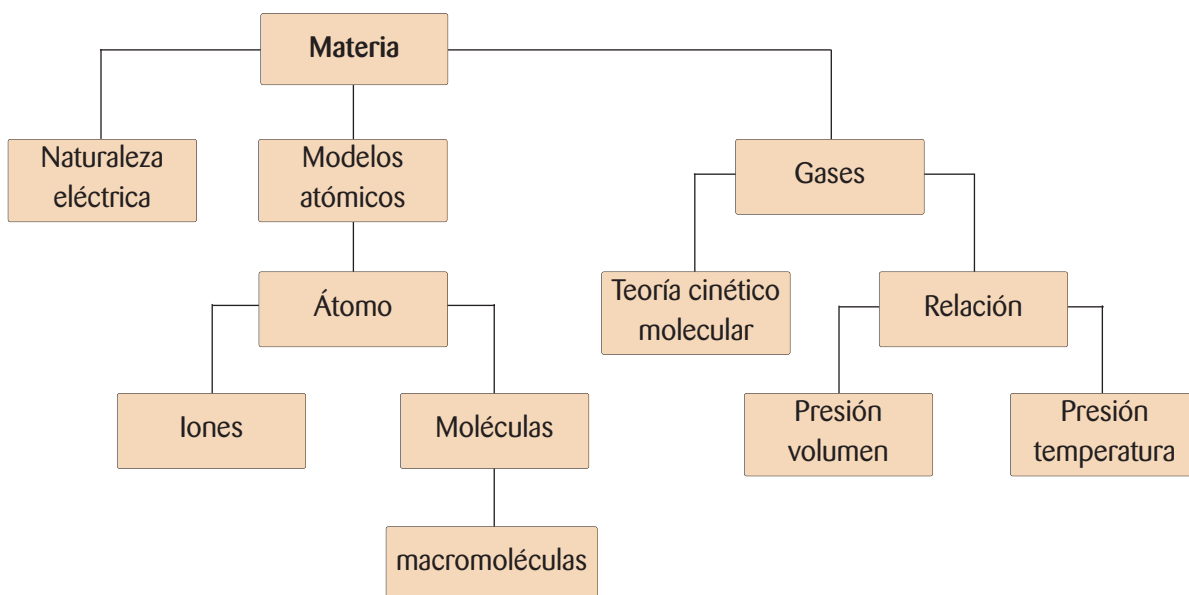 Materia
Naturaleza
eléctrica
Modelos
atómicos
Gases
Átomo
Teoría cinético
molecular
Relación
Iones
Moléculas
Presión
volumen
Presión
temperatura
macromoléculas